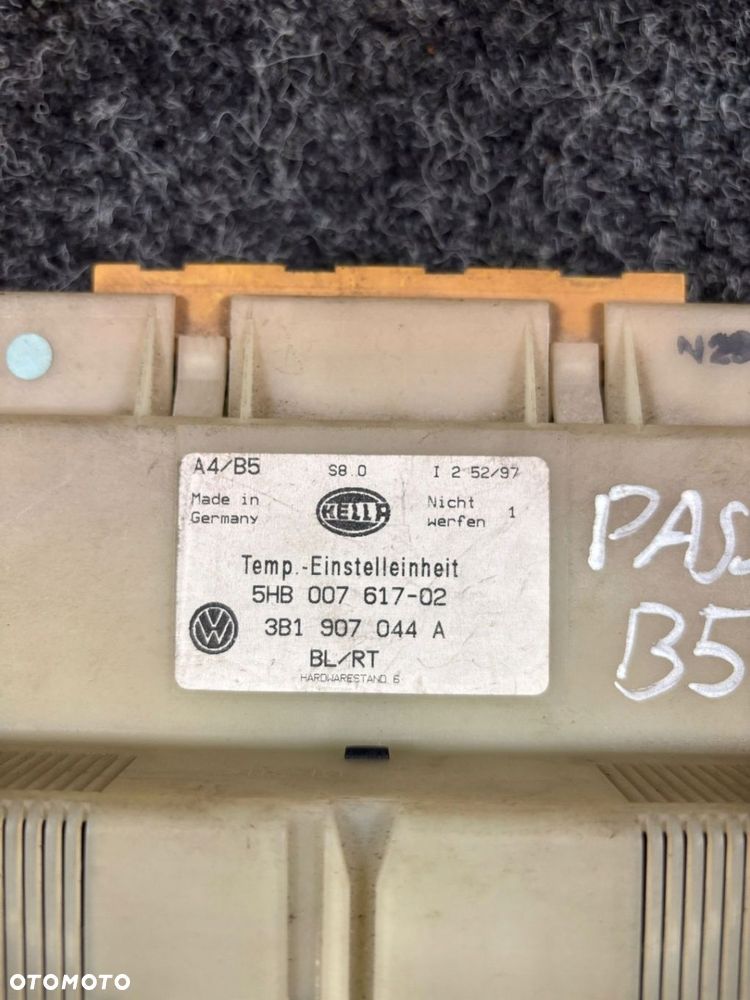 A4/B5 S8.0 I 2 52/97
Made in Germany
HELLA
Nicht werfen 1
Temp.-Einstelleinheit
5HB 007 617-02
VW
3B1 907 044 A
BL/RT
HARDWARESTAND 6
B5
OTOMOTO